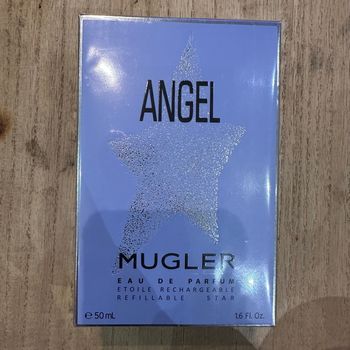 ANGEL
MUGLER
EAU DE PARFUM
ETOILE RECHARGEABLE
REFILLABLE STAR
℮ 50 mL 1.6 Fl. Oz.